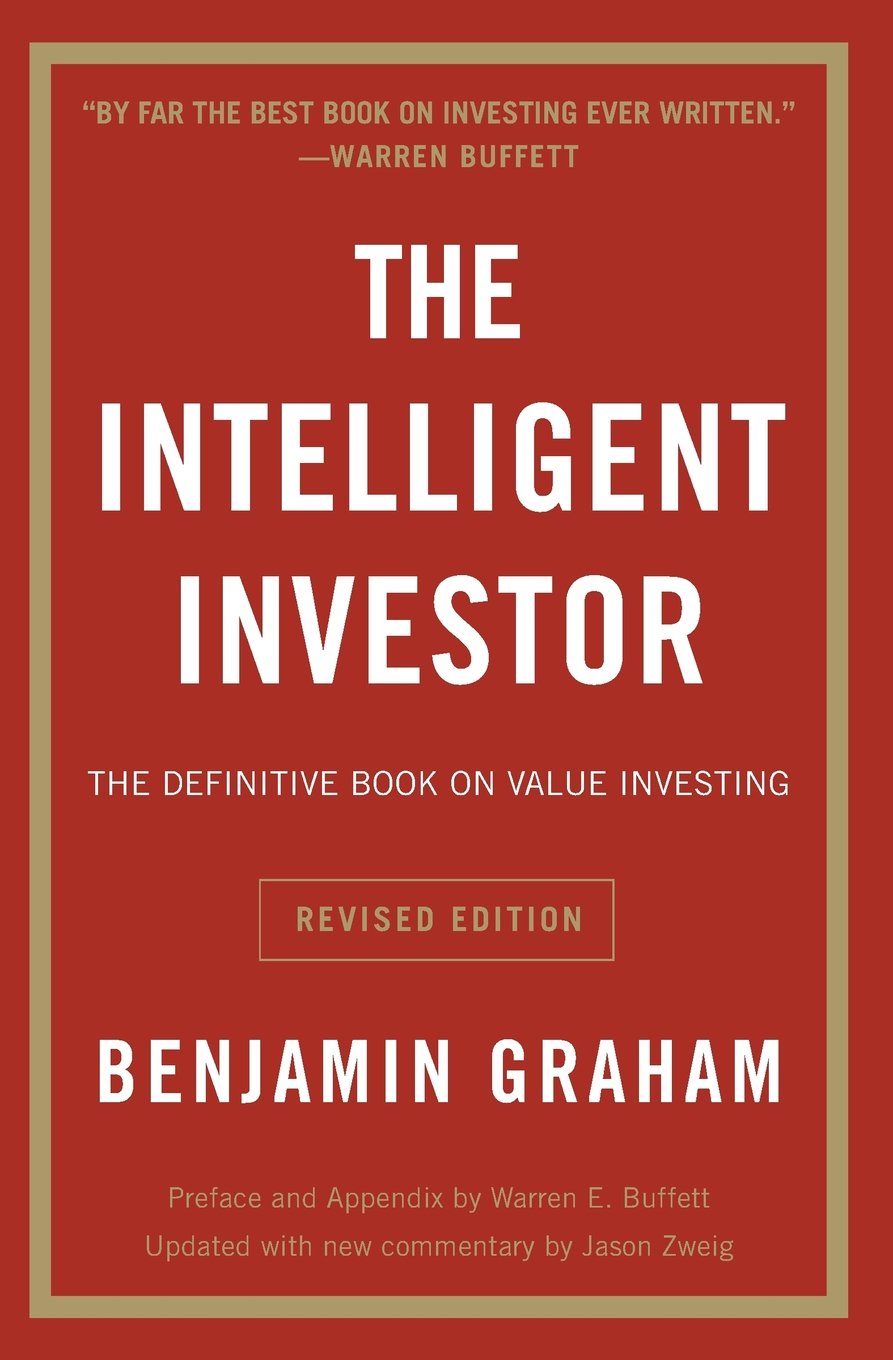 “BY FAR THE BEST BOOK ON INVESTING EVER WRITTEN.”
—WARREN BUFFETT
THE
INTELLIGENT
INVESTOR
THE DEFINITIVE BOOK ON VALUE INVESTING
REVISED EDITION
BENJAMIN GRAHAM
Preface and Appendix by Warren E. Buffett
Updated with new commentary by Jason Zweig